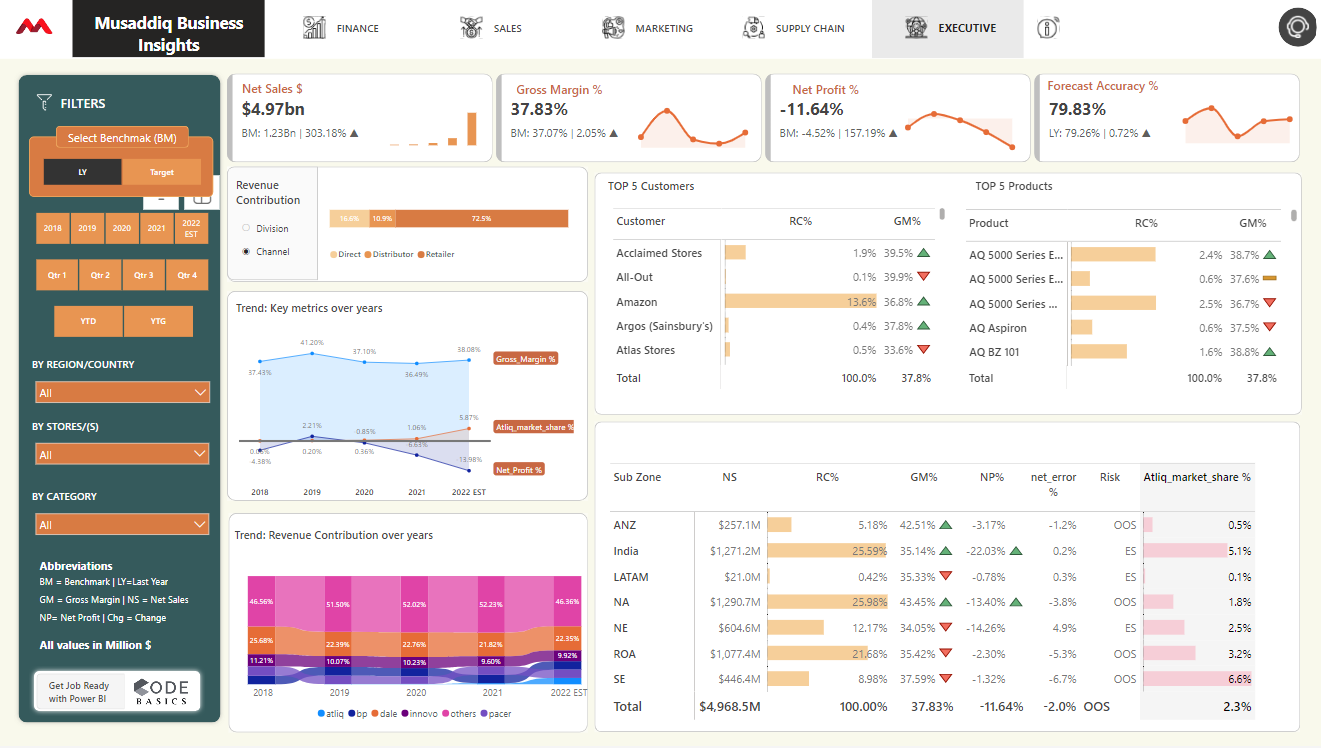 Musaddiq Business
Insights
FINANCE
SALES
MARKETING
SUPPLY CHAIN
EXECUTIVE
FILTERS
Select Benchmak (BM)
LY
Target
2018
2019
2020
2021
2022
EST
Qtr 1
Qtr 2
Qtr 3
Qtr 4
YTD
YTG
BY REGION/COUNTRY
All
BY STORES/(S)
All
BY CATEGORY
All
Abbreviations
BM = Benchmark | LY=Last Year
GM = Gross Margin | NS = Net Sales
NP= Net Profit | Chg = Change
All values in Million $
Get Job Ready
with Power BI
CODE
BASICS
Net Sales $
$4.97bn
BM: 1.23Bn | 303.18%
Gross Margin %
37.83%
BM: 37.07% | 2.05%
Net Profit %
-11.64%
BM: -4.52% | 157.19%
Forecast Accuracy %
79.83%
LY: 79.26% | 0.72%
Revenue
Contribution
Division
Channel
16.6% 10.9% 72.5%
Direct Distributor Retailer
Trend: Key metrics over years
37.43% 41.20% 37.10% 36.49% 38.08%
Gross_Margin %
2.21% -0.85% 1.06% 5.87%
Atliq_market_share %
0.20% 0.36% 6.63% -13.98%
4.38%
Net_Profit %
2018 2019 2020 2021 2022 EST
Trend: Revenue Contribution over years
46.56% 51.50% 52.02% 52.23% 46.36%
25.68% 22.39% 22.76% 21.82% 22.35%
11.21% 10.07% 10.23% 9.60% 9.92%
2018 2019 2020 2021 2022 EST
atliq bp dale innovo others pacer
TOP 5 Customers
Customer RC% GM%
Acclaimed Stores 1.9% 39.5%
All-Out 0.1% 39.9%
Amazon 13.6% 36.8%
Argos (Sainsbury's) 0.4% 37.8%
Atlas Stores 0.5% 33.6%
Total 100.0% 37.8%
TOP 5 Products
Product RC% GM%
AQ 5000 Series E... 2.4% 38.7%
AQ 5000 Series E... 0.6% 37.6%
AQ 5000 Series ... 2.5% 36.7%
AQ Aspiron 0.6% 37.5%
AQ BZ 101 1.6% 38.8%
Total 100.0% 37.8%
Sub Zone NS RC% GM% NP% net_error
% Risk Atliq_market_share %
ANZ $257.1M 5.18% 42.51% -3.17% -1.2% OOS 0.5%
India $1,271.2M 25.59% 35.14% -22.03% 0.2% ES 5.1%
LATAM $21.0M 0.42% 35.33% -0.78% 0.3% ES 0.1%
NA $1,290.7M 25.98% 43.45% -13.40% -3.8% OOS 1.8%
NE $604.6M 12.17% 34.05% -14.26% 4.9% ES 2.5%
ROA $1,077.4M 21.68% 35.42% -2.30% -5.3% OOS 3.2%
SE $446.4M 8.98% 37.59% -1.32% -6.7% OOS 6.6%
Total $4,968.5M 100.00% 37.83% -11.64% -2.0% OOS 2.3%